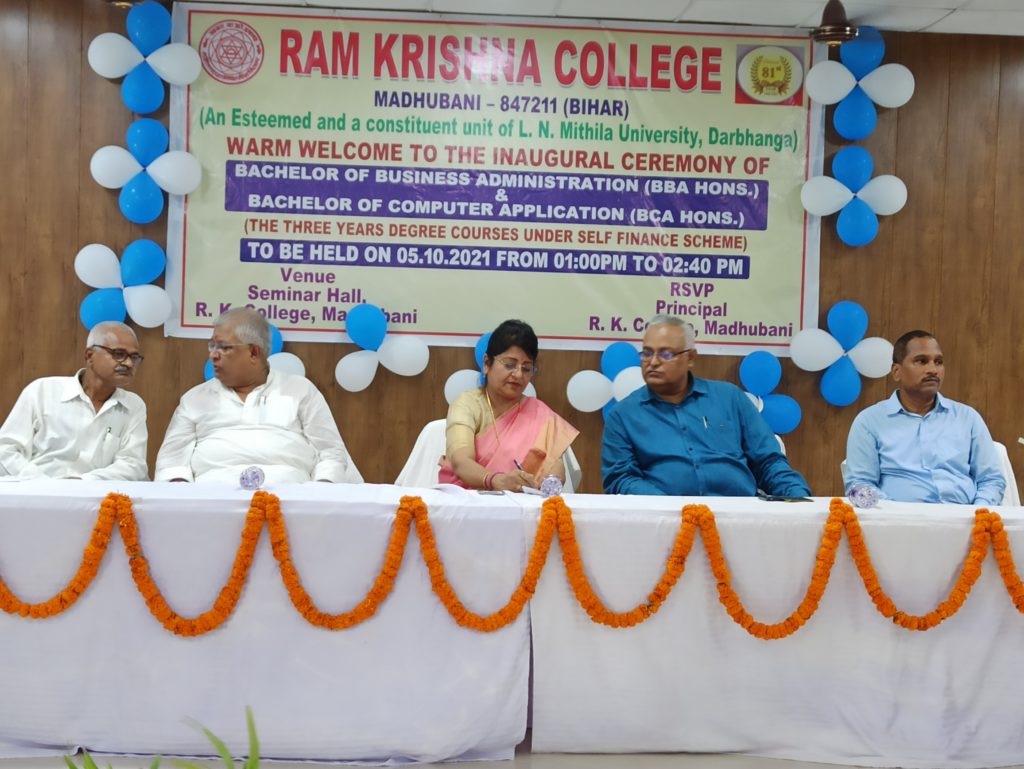 RAM KRISHNA COLLEGE
81st
MADHUBANI – 847211 (BIHAR)
(An Esteemed and a constituent unit of L. N. Mithila University, Darbhanga)
WARM WELCOME TO THE INAUGURAL CEREMONY OF
BACHELOR OF BUSINESS ADMINISTRATION (BBA HONS.)
&
BACHELOR OF COMPUTER APPLICATION (BCA HONS.)
(THE THREE YEARS DEGREE COURSES UNDER SELF FINANCE SCHEME)
TO BE HELD ON 05.10.2021 FROM 01:00PM TO 02:40 PM
Venue
Seminar Hall,
R. K. College, Madhubani
RSVP
Principal
R. K. College, Madhubani